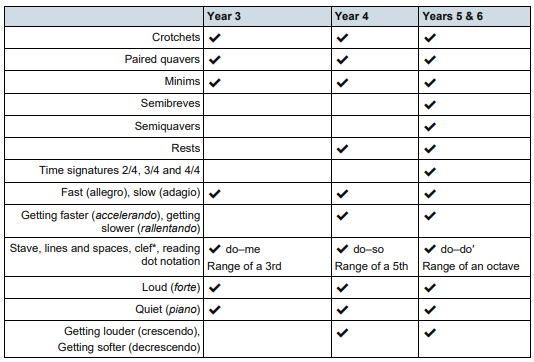 Year 3 Year 4 Years 5 & 6
Crotchets ✔ ✔ ✔
Paired quavers ✔ ✔ ✔
Minims ✔ ✔ ✔
Semibreves ✔
Semiquavers ✔
Rests ✔ ✔
Time signatures 2/4, 3/4 and 4/4 ✔
Fast (allegro), slow (adagio) ✔ ✔ ✔
Getting faster (accelerando), getting
slower (rallentando) ✔ ✔
Stave, lines and spaces, clef*, reading
dot notation
✔ do–me
Range of a 3rd
✔ do–so
Range of a 5th
✔ do–do′
Range of an octave
Loud (forte) ✔ ✔ ✔
Quiet (piano) ✔ ✔ ✔
Getting louder (crescendo),
Getting softer (decrescendo) ✔ ✔